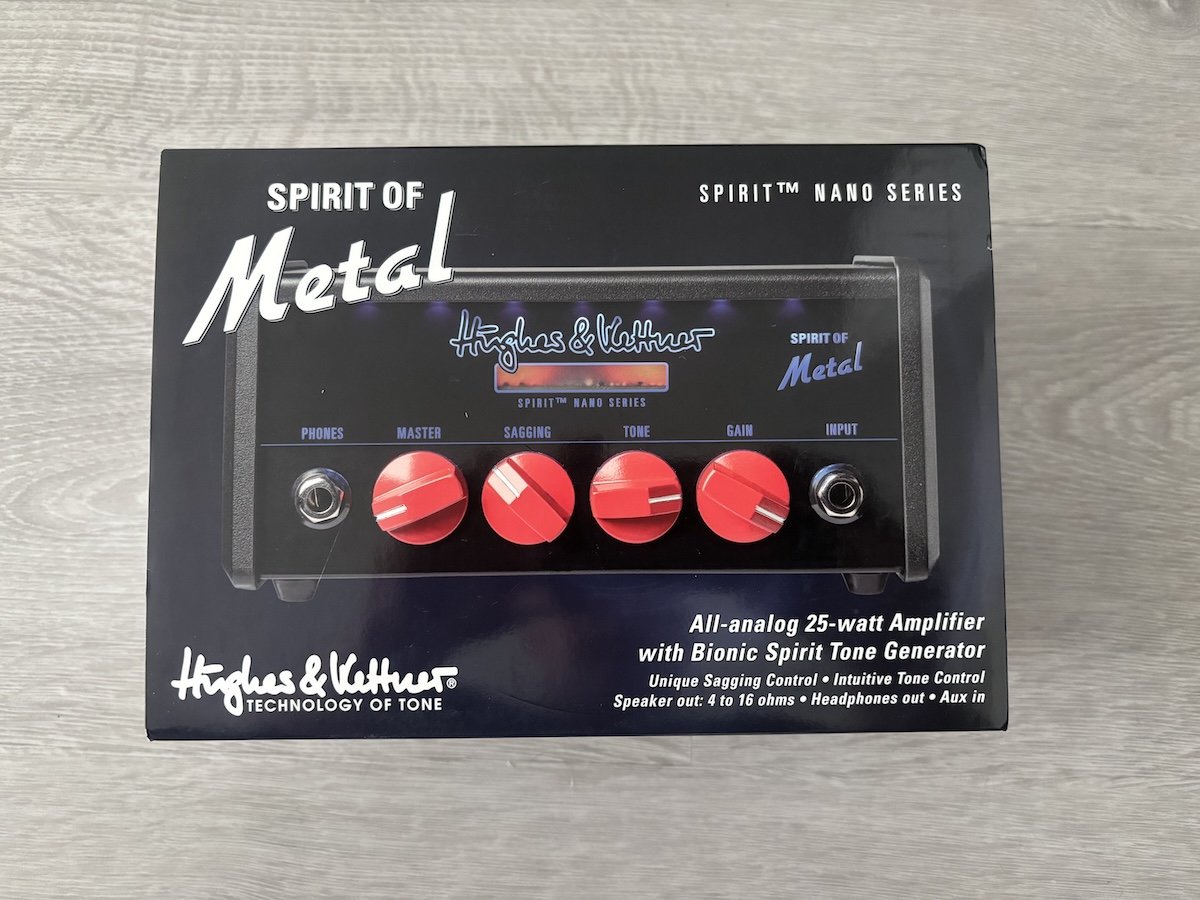 SPIRIT OF
Metal
SPIRIT™ NANO SERIES
Hughes & Kettner
SPIRIT OF
Metal
SPIRIT™ NANO SERIES
PHONES MASTER SAGGING TONE GAIN INPUT
Hughes & Kettner®
TECHNOLOGY OF TONE
All-analog 25-watt Amplifier
with Bionic Spirit Tone Generator
Unique Sagging Control • Intuitive Tone Control
Speaker out: 4 to 16 ohms • Headphones out • Aux in